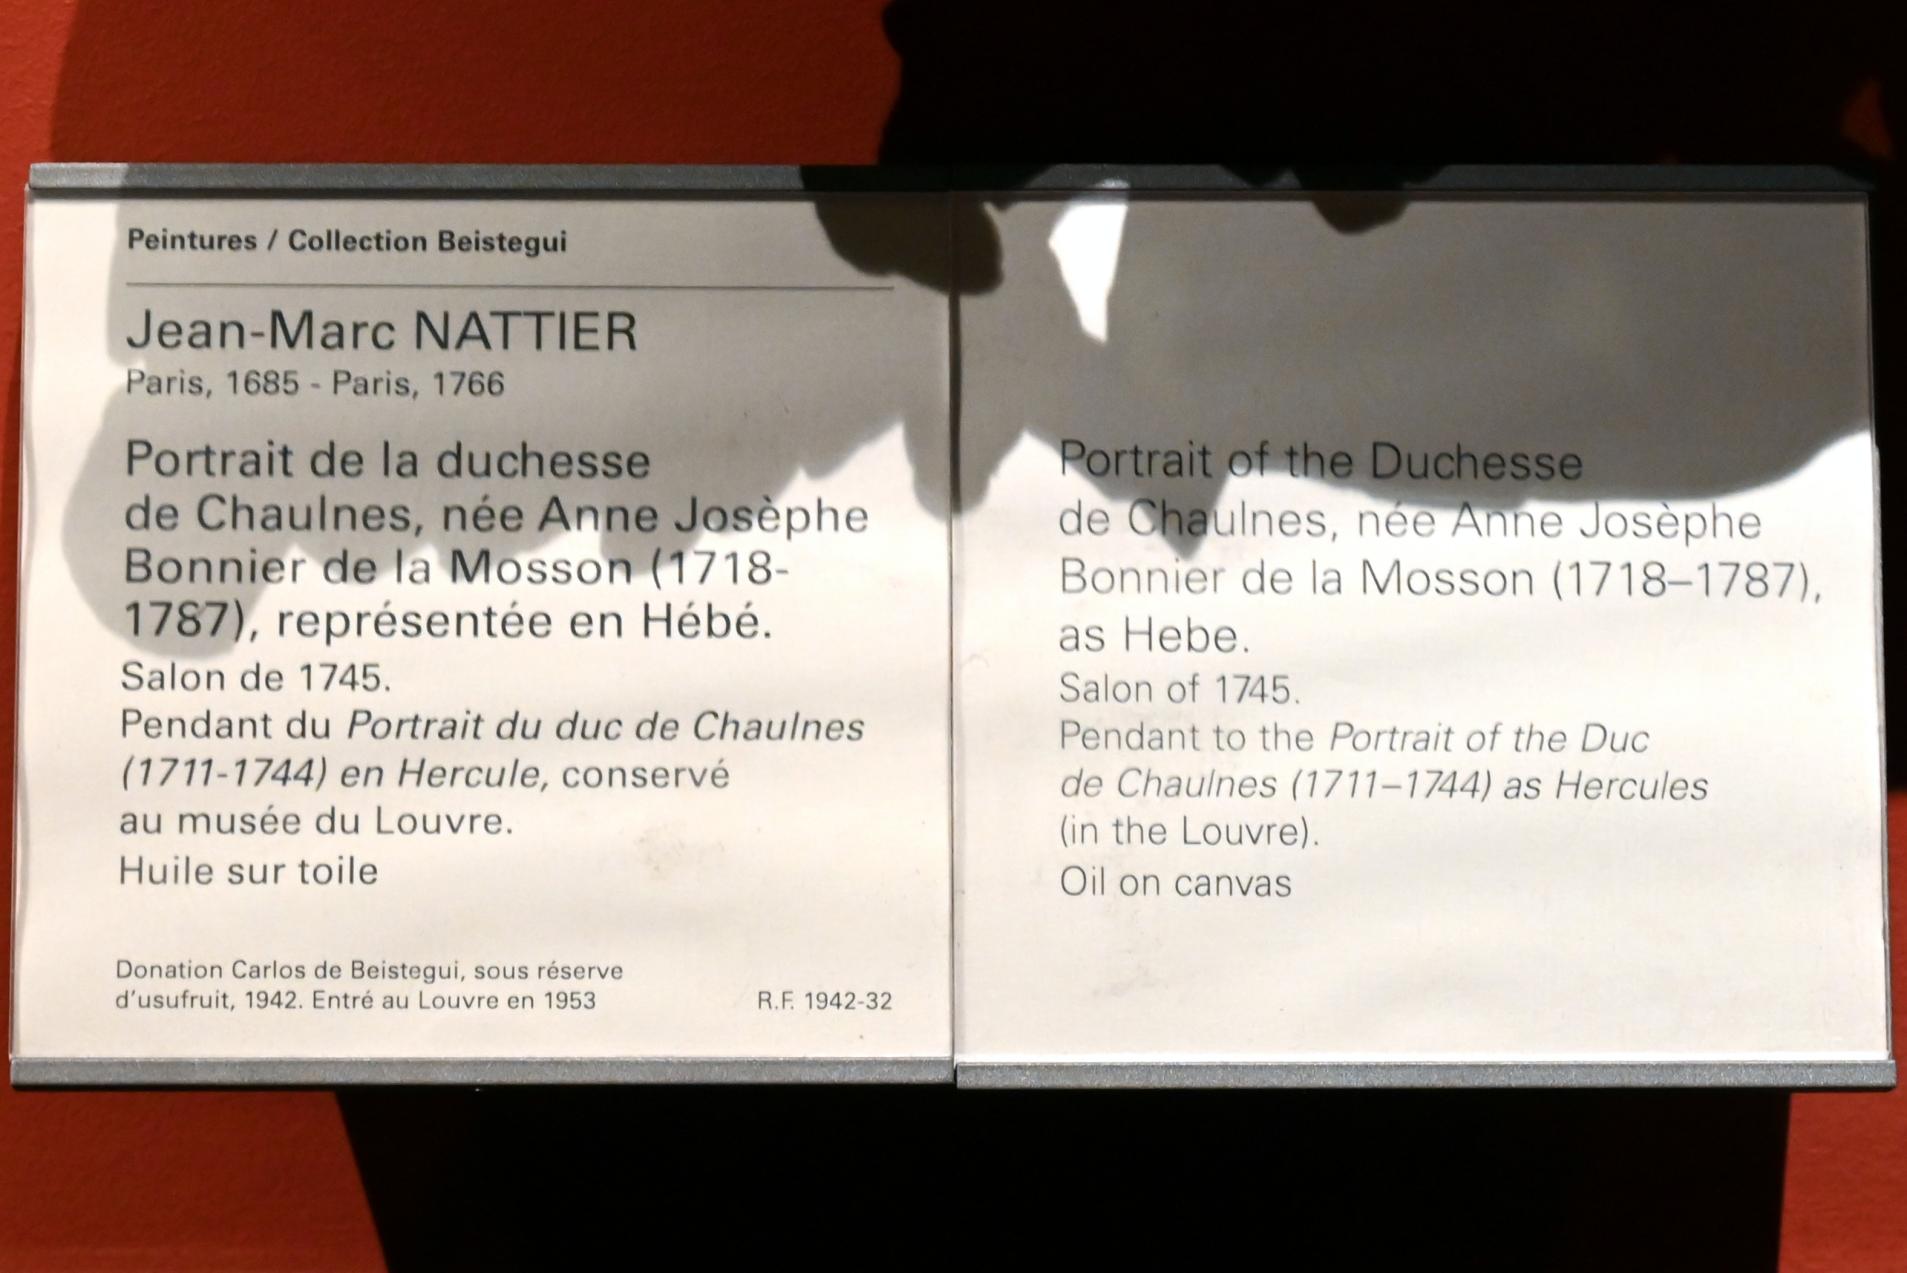 Peintures / Collection Beistegui
Jean-Marc NATTIER
Paris, 1685 - Paris, 1766
Portrait de la duchesse
de Chaulnes, née Anne Josèphe
Bonnier de la Mosson (1718-
1787), représentée en Hébé.
Salon de 1745.
Pendant du Portrait du duc de Chaulnes
(1711-1744) en Hercule, conservé
au musée du Louvre.
Huile sur toile
Donation Carlos de Beistegui, sous réserve
d'usufruit, 1942. Entré au Louvre en 1953 R.F. 1942-32
Portrait of the Duchesse
de Chaulnes, née Anne Josèphe
Bonnier de la Mosson (1718–1787),
as Hebe.
Salon of 1745.
Pendant to the Portrait of the Duc
de Chaulnes (1711–1744) as Hercules
(in the Louvre).
Oil on canvas